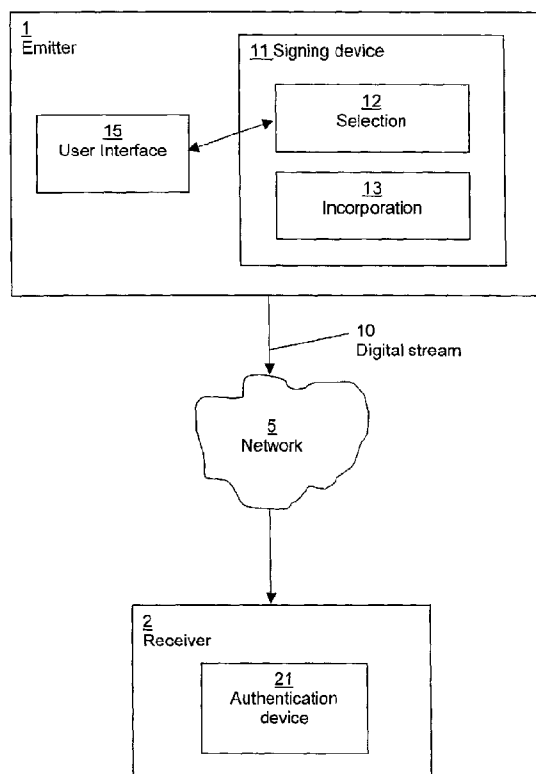 1
Emitter
11 Signing device
12
Selection
15
User Interface
13
Incorporation
10
Digital stream
5
Network
2
Receiver
21
Authentication
device